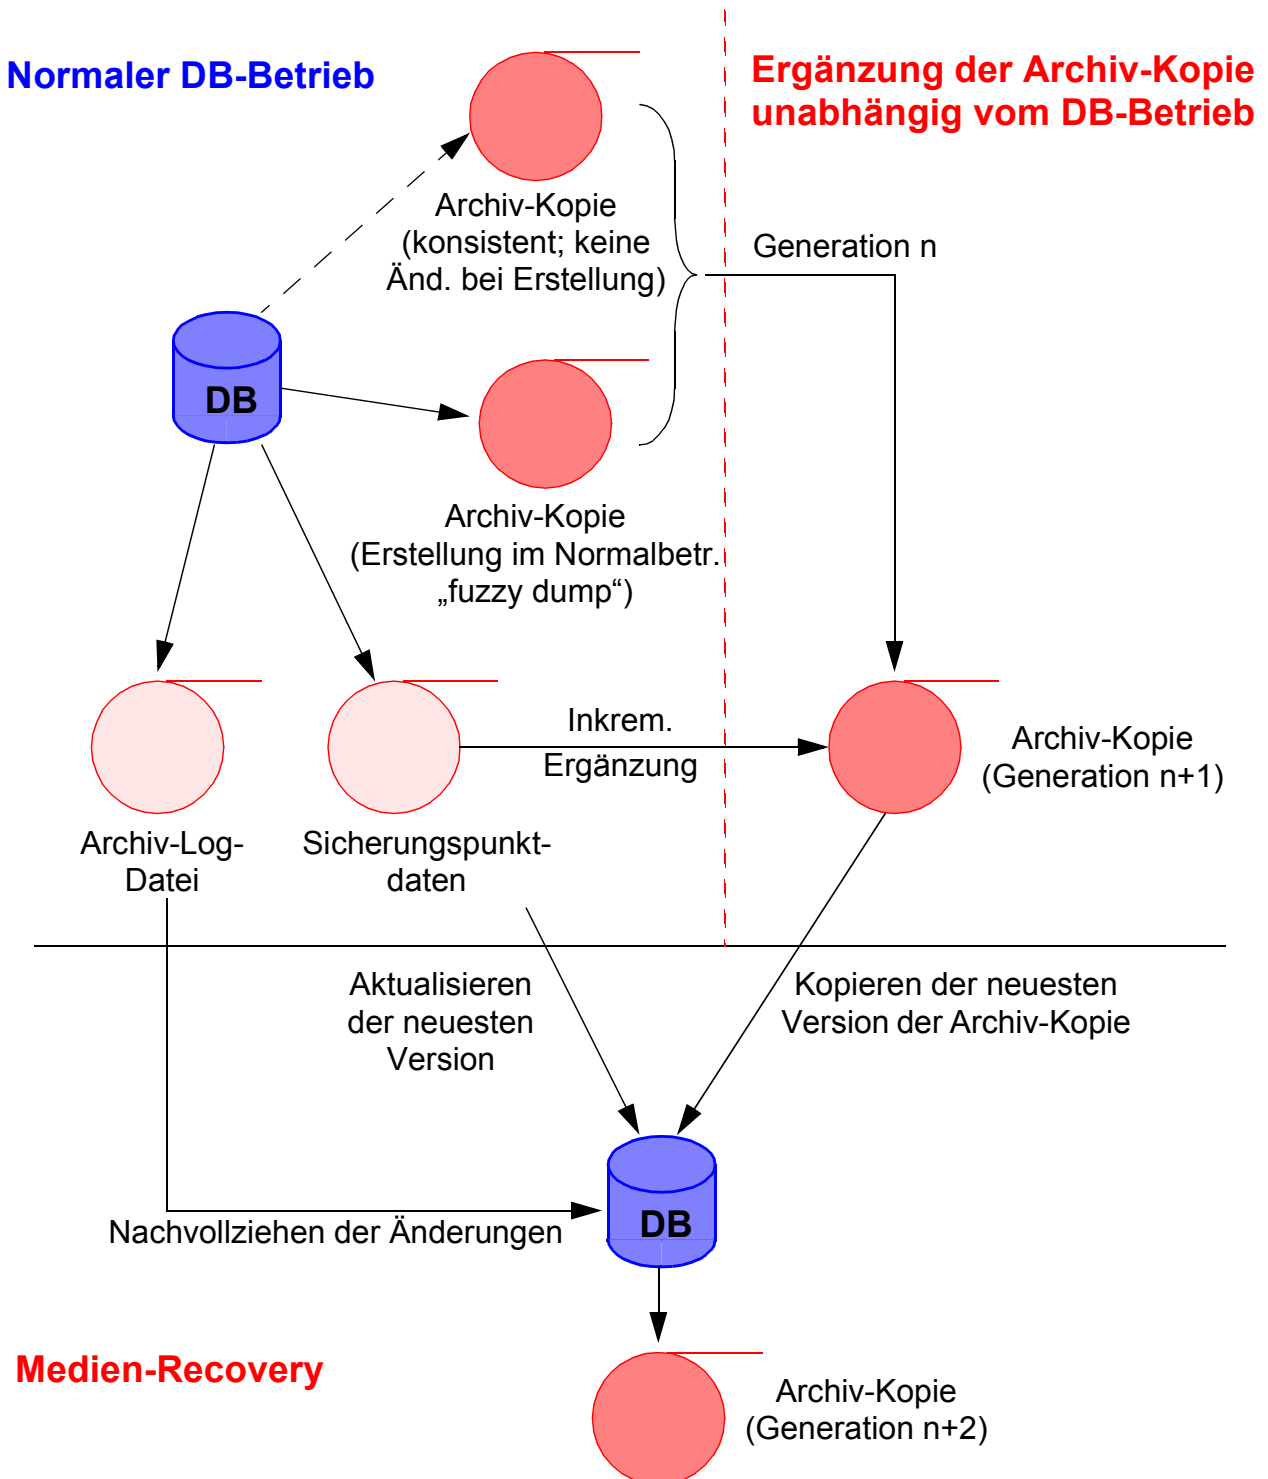 Normaler DB-Betrieb
Ergänzung der Archiv-Kopie
unabhängig vom DB-Betrieb
Archiv-Kopie
(konsistent; keine
Änd. bei Erstellung)
Generation n
DB
Archiv-Kopie
(Erstellung im Normalbetr.
„fuzzy dump“)
Inkrem.
Ergänzung
Archiv-Kopie
(Generation n+1)
Archiv-Log-
Datei
Sicherungspunkt-
daten
Aktualisieren
der neuesten
Version
Kopieren der neuesten
Version der Archiv-Kopie
DB
Nachvollziehen der Änderungen
Medien-Recovery
Archiv-Kopie
(Generation n+2)